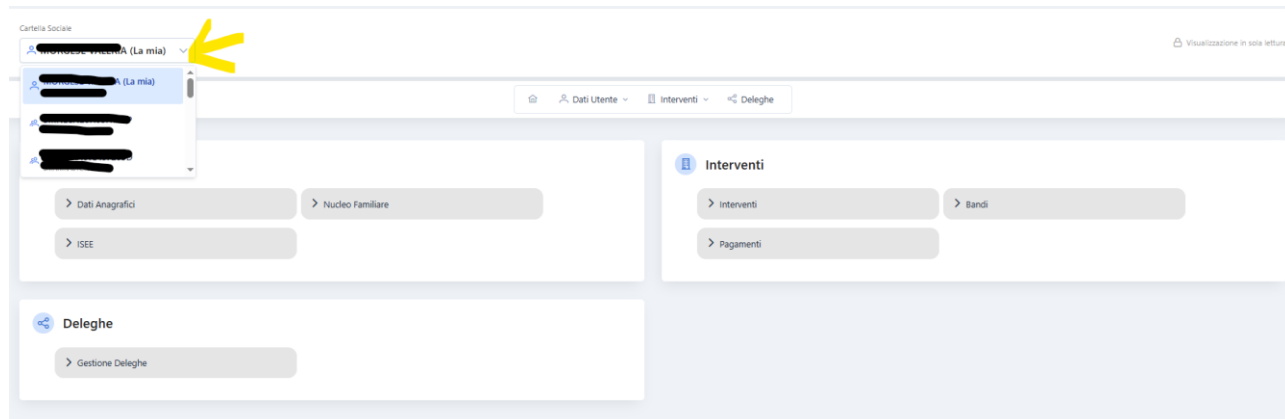 Cartella Sociale
(La mia)
Visualizzazione in sola lettura
(La mia)
Dati Utente
Interventi
Deleghe
Interventi
Dati Anagrafici
Nucleo Familiare
Interventi
Bandi
ISEE
Pagamenti
Deleghe
Gestione Deleghe